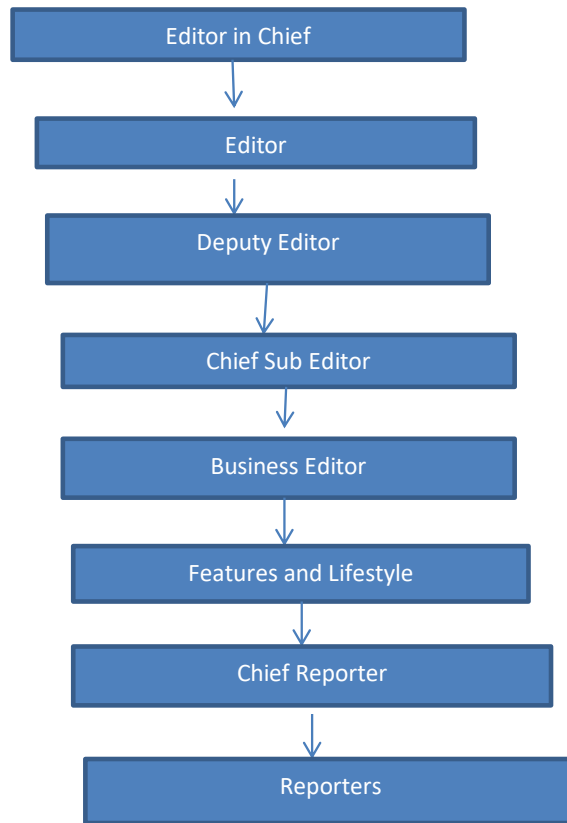 Editor in Chief
Editor
Deputy Editor
Chief Sub Editor
Business Editor
Features and Lifestyle
Chief Reporter
Reporters